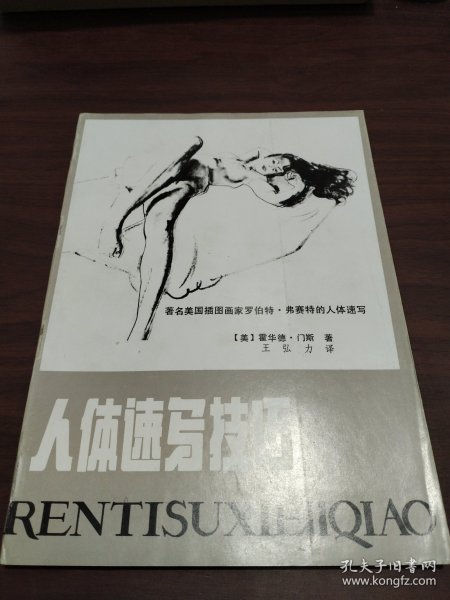 著名美国插图画家罗伯特·弗赛特的人体速写
【美】霍华德·门斯 著
王弘力 译
人体速写技巧
RENTISUXIEJIQIAO
孔夫子旧书网
www.kongfz.com